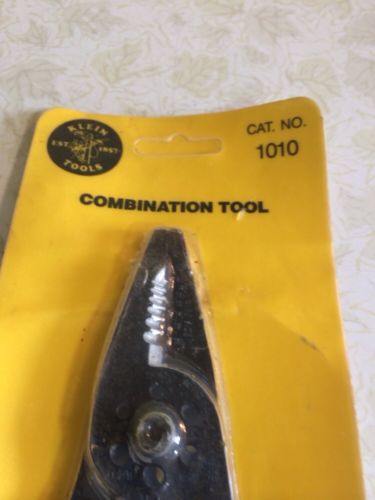 KLEIN
EST. 1857
TOOLS
CAT. NO.
1010
COMBINATION TOOL